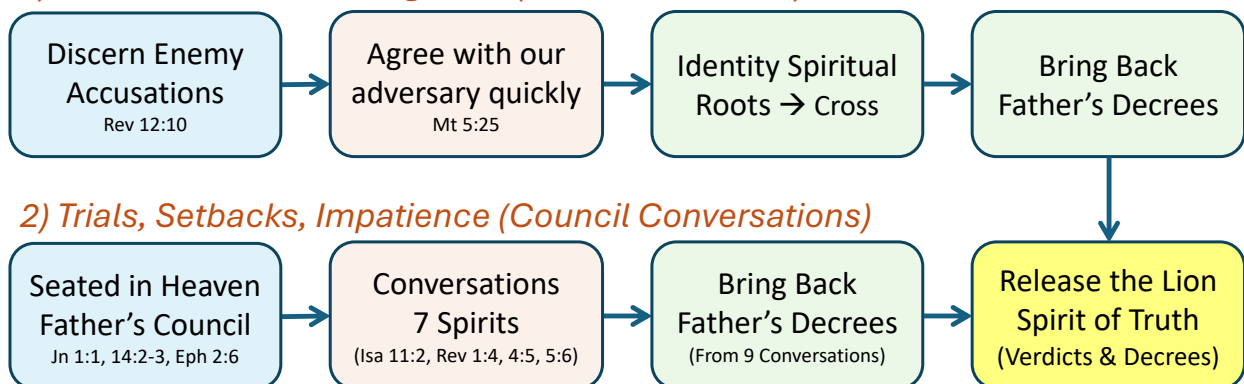 Discern Enemy
Accusations
Rev 12:10
Agree with our
adversary quickly
Mt 5:25
Identity Spiritual
Roots → Cross
Bring Back
Father's Decrees
2) Trials, Setbacks, Impatience (Council Conversations)
Seated in Heaven
Father's Council
Jn 1:1, 14:2-3, Eph 2:6
Conversations
7 Spirits
(Isa 11:2, Rev 1:4, 4:5, 5:6)
Bring Back
Father's Decrees
(From 9 Conversations)
Release the Lion
Spirit of Truth
(Verdicts & Decrees)